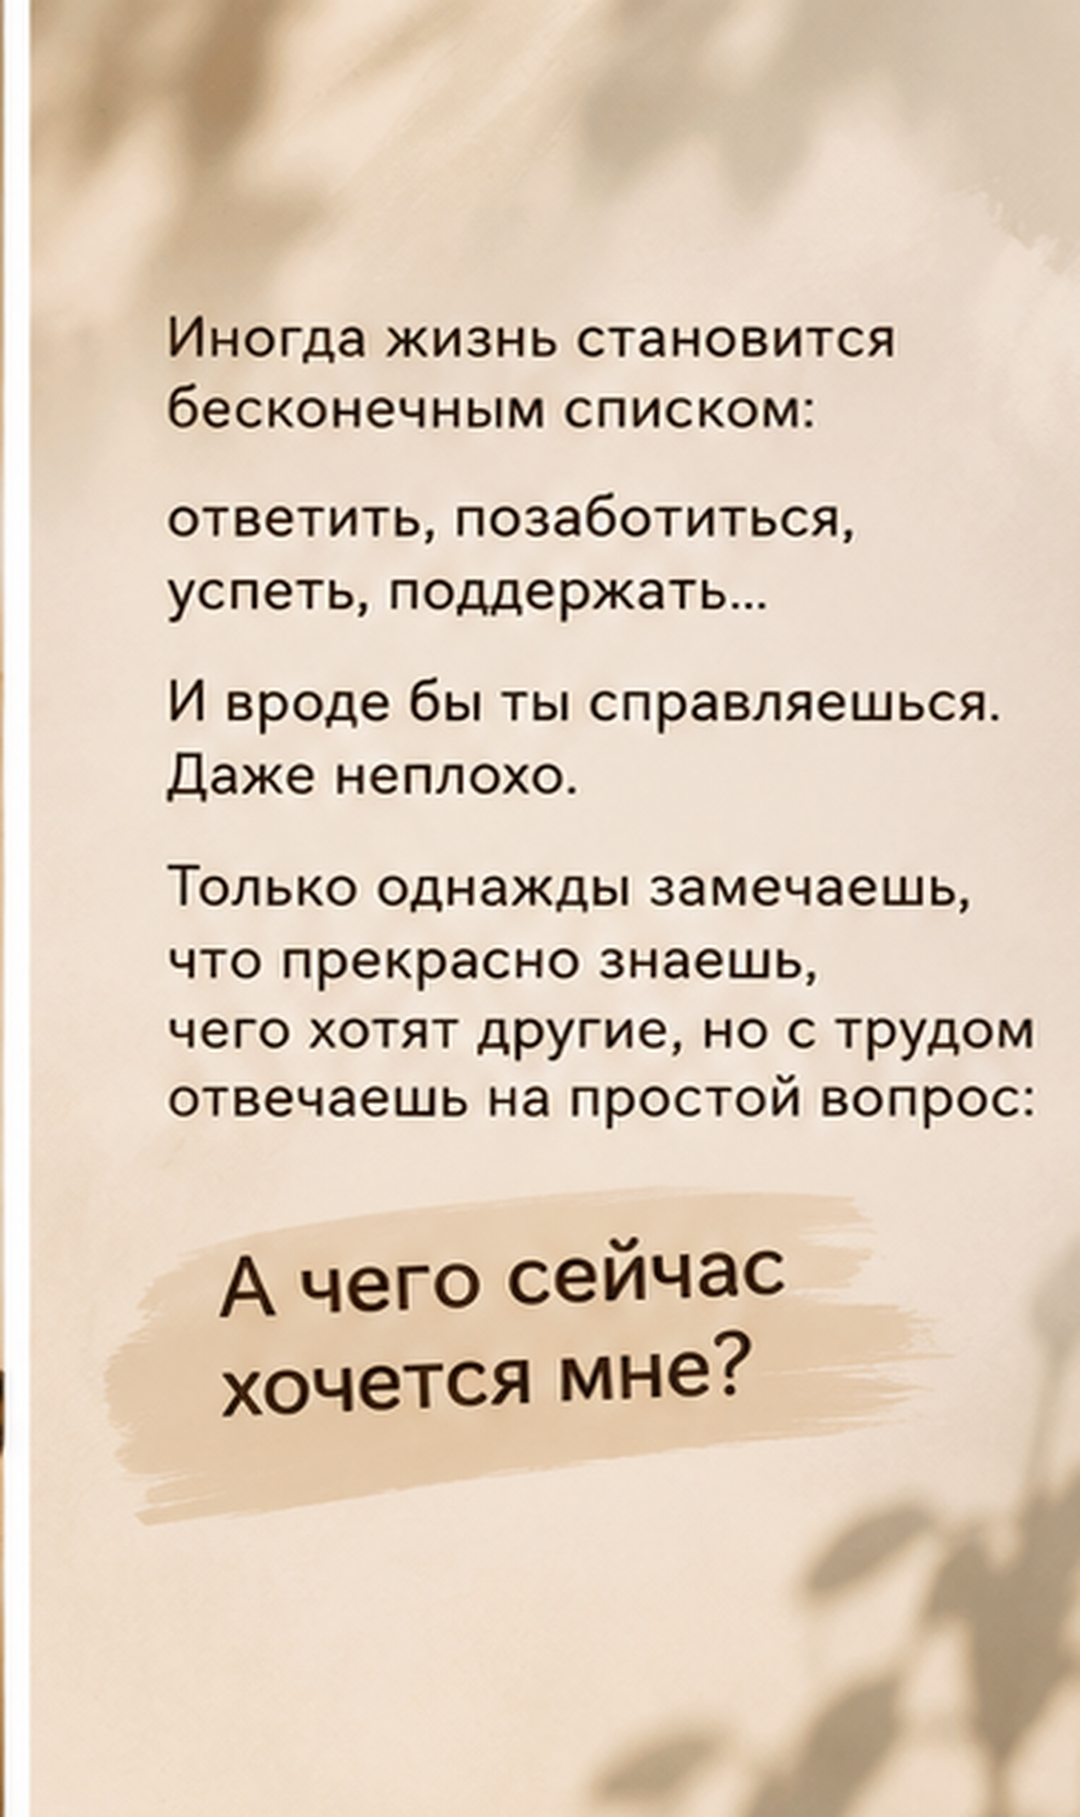 Иногда жизнь становится
бесконечным списком:
ответить, позаботиться,
успеть, поддержать...
И вроде бы ты справляешься.
Даже неплохо.
Только однажды замечаешь,
что прекрасно знаешь,
чего хотят другие, но с трудом
отвечаешь на простой вопрос:
А чего сейчас
хочется мне?